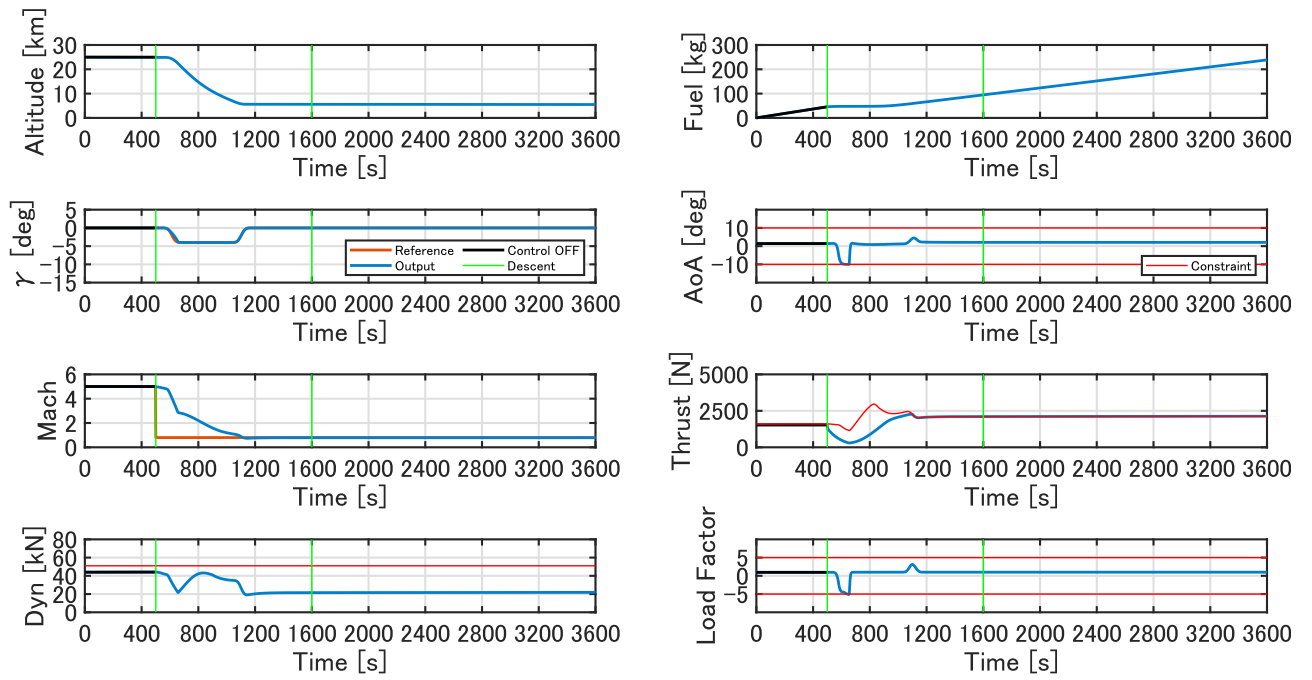 Altitude [km]
30
20
10
0
0 400 800 1200 1600 2000 2400 2800 3200 3600
Time [s]
Fuel [kg]
300
200
100
0
0 400 800 1200 1600 2000 2400 2800 3200 3600
Time [s]
γ [deg]
5
0
-5
-10
-15
Reference Control OFF
Output Descent
0 400 800 1200 1600 2000 2400 2800 3200 3600
Time [s]
AoA [deg]
10
0
-10
Constraint
0 400 800 1200 1600 2000 2400 2800 3200 3600
Time [s]
Mach
6
4
2
0
0 400 800 1200 1600 2000 2400 2800 3200 3600
Time [s]
Thrust [N]
5000
2500
0
0 400 800 1200 1600 2000 2400 2800 3200 3600
Time [s]
Dyn [kN]
80
60
40
20
0
0 400 800 1200 1600 2000 2400 2800 3200 3600
Time [s]
Load Factor
5
0
-5
0 400 800 1200 1600 2000 2400 2800 3200 3600
Time [s]